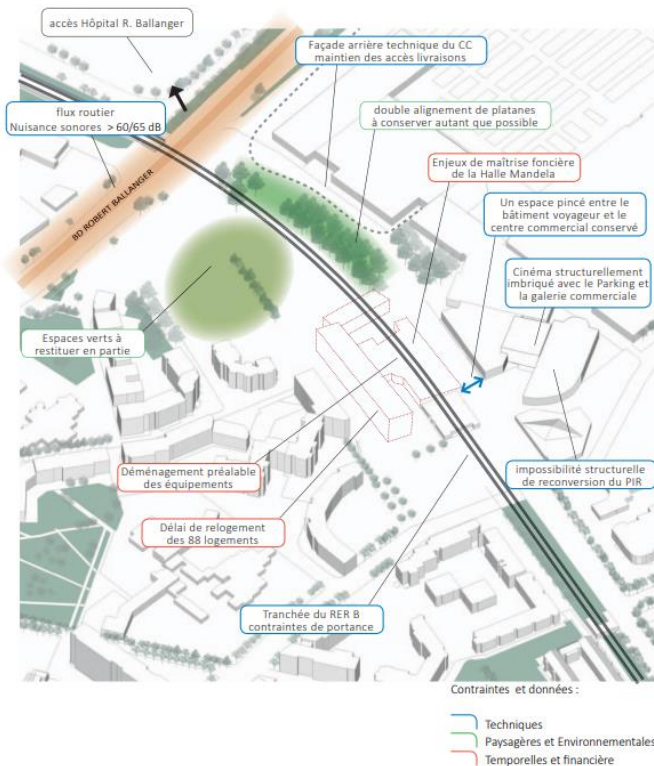 accès Hôpital R. Ballanger
Façade arrière technique du CC
maintien des accès livraisons
flux routier
Nuisance sonores > 60/65 dB
double alignement de platanes
à conserver autant que possible
Enjeux de maîtrise foncière
de la Halle Mandela
BD ROBERT BALLANGER
Un espace pincé entre le
bâtiment voyageur et le
centre commercial conservé
Cinéma structurellement
imbriqué avec le Parking et
la galerie commerciale
Espaces verts à
restituer en partie
Déménagement préalable
des équipements
impossibilité structurelle
de reconversion du PIR
Délai de relogement
des 88 logements
Tranchée du RER B
contraintes de portance
Contraintes et données :
Techniques
Paysagères et Environnementales
Temporelles et financière